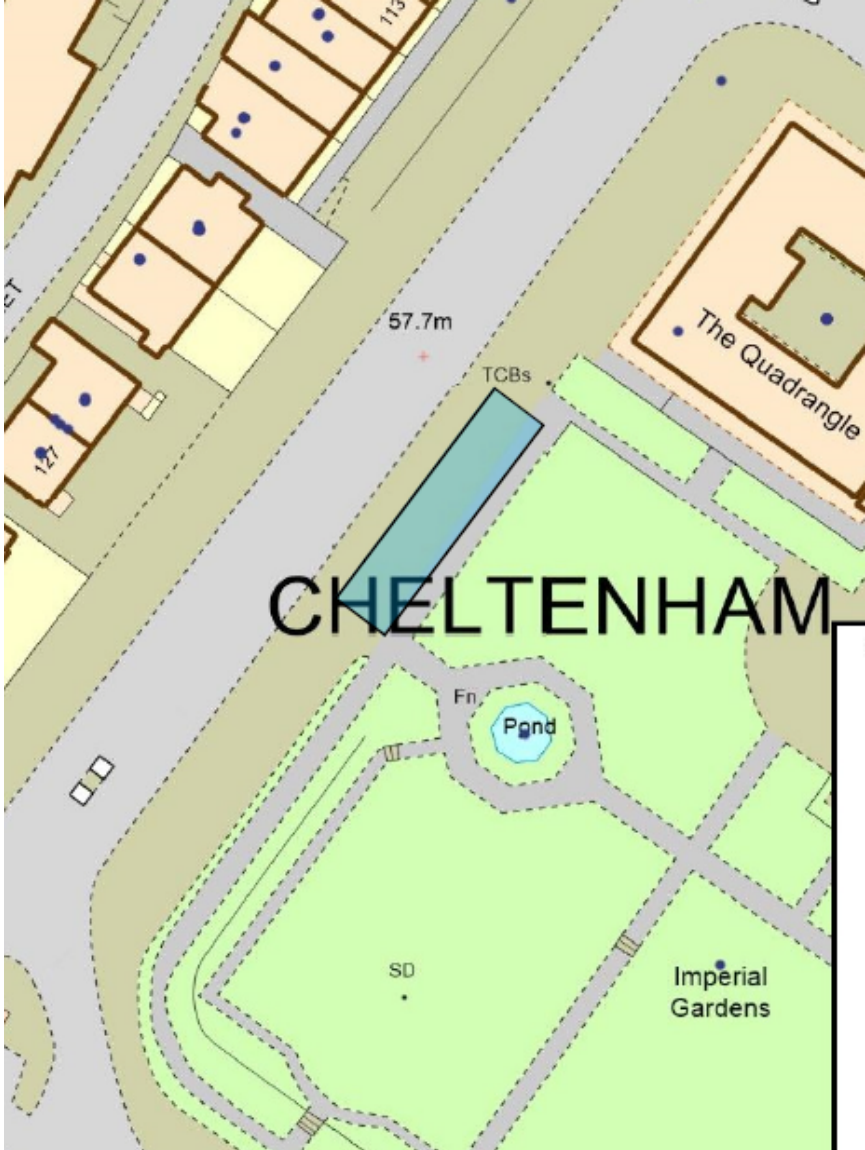 113
57.7m
TCBs
The Quadrangle
127
CHELTENHAM
Fn
Pond
SD
Imperial
Gardens